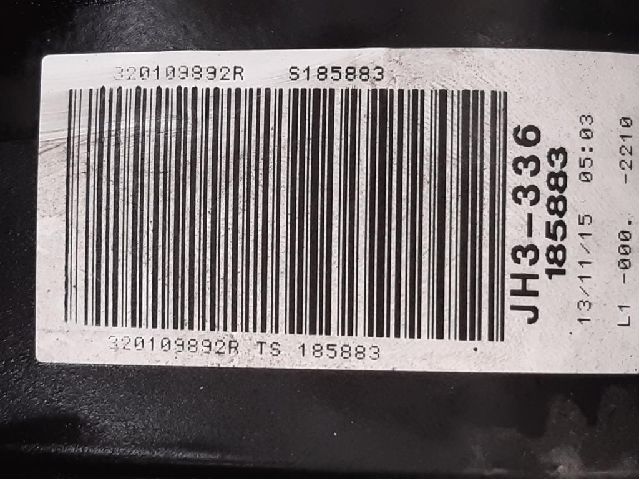 320109892R S185883
320109892R TS 185883
JH3-336
185883
13/11/15 05:03
L1 -000. -2210